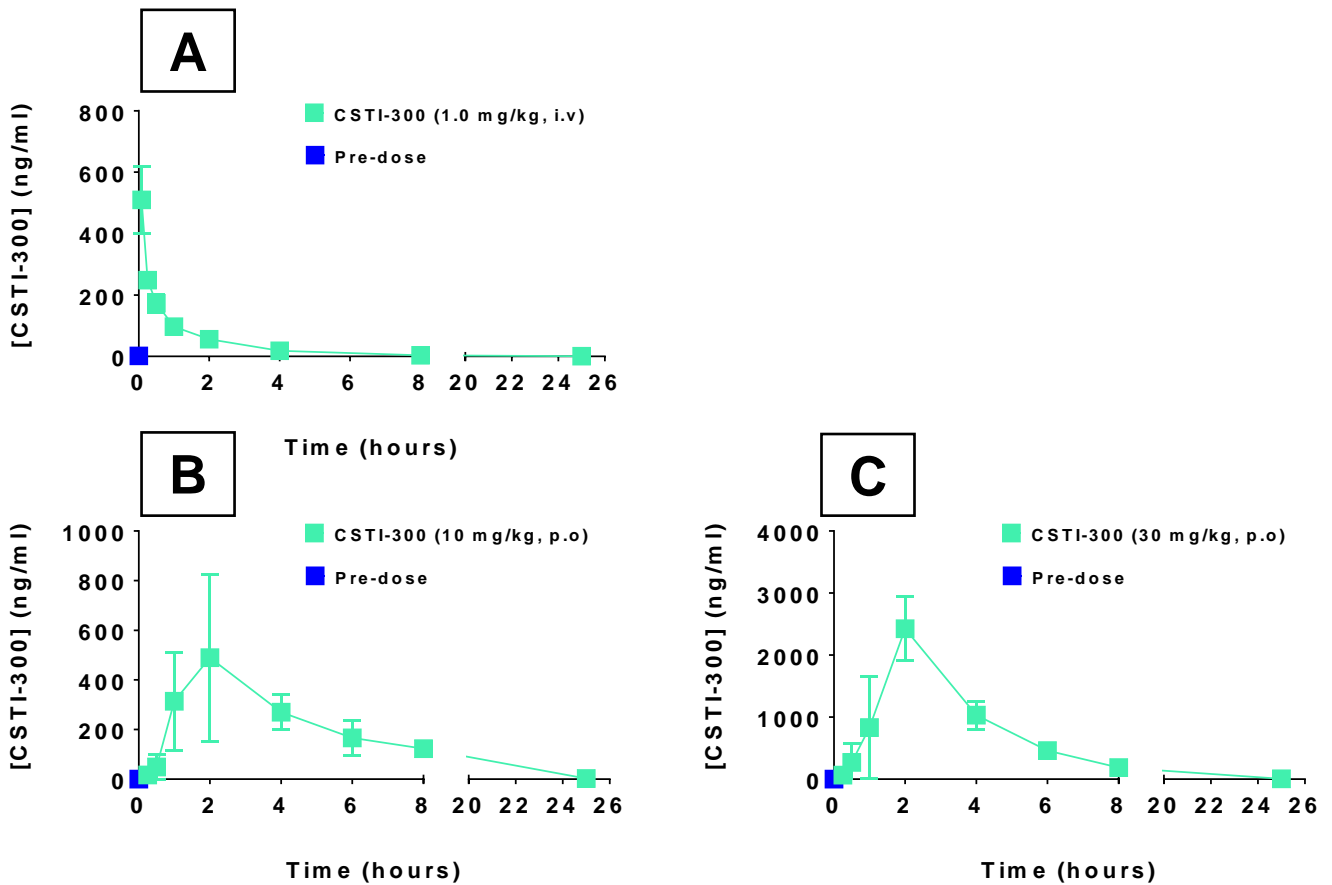 A
[CSTI-300] (ng/ml)
800
600
400
200
0
CSTI-300 (1.0 mg/kg, i.v)
Pre-dose
0 2 4 6 8 20 22 24 26
Time (hours)
B
[CSTI-300] (ng/ml)
1000
800
600
400
200
0
CSTI-300 (10 mg/kg, p.o)
Pre-dose
0 2 4 6 8 20 22 24 26
Time (hours)
C
[CSTI-300] (ng/ml)
4000
3000
2000
1000
0
CSTI-300 (30 mg/kg, p.o)
Pre-dose
0 2 4 6 8 20 22 24 26
Time (hours)